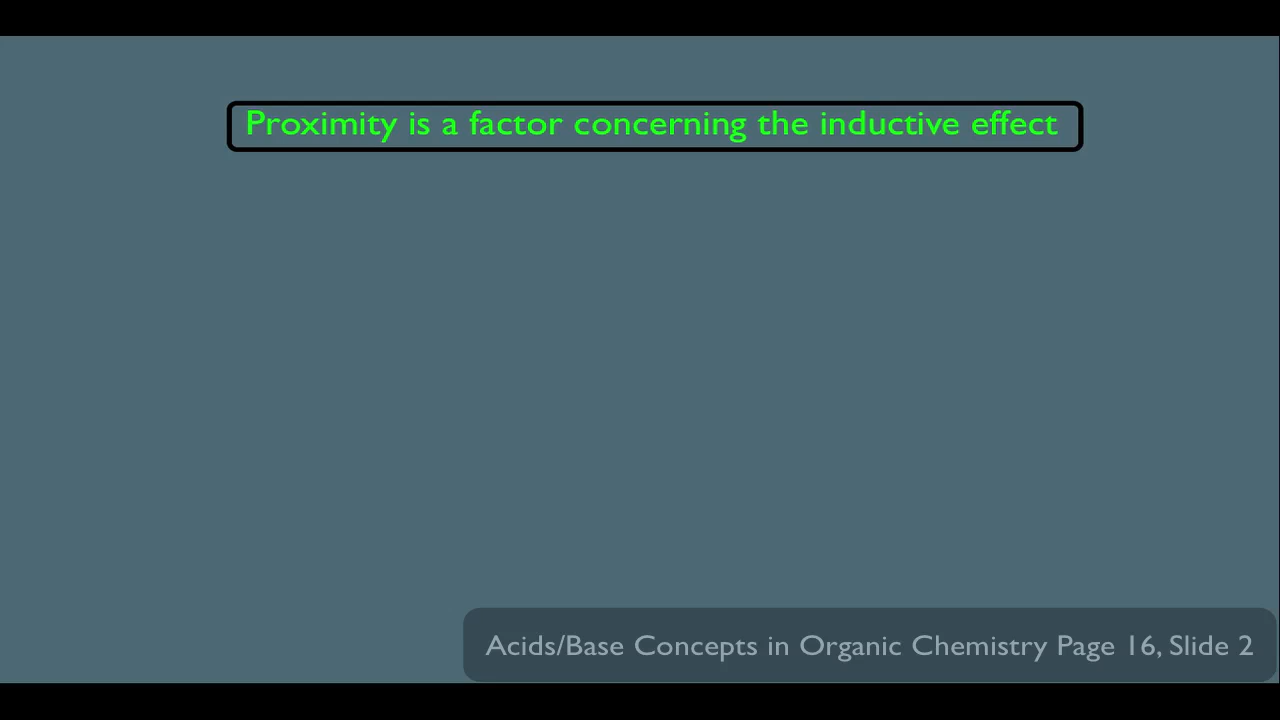 Proximity is a factor concerning the inductive effect
Acids/Base Concepts in Organic Chemistry Page 16, Slide 2